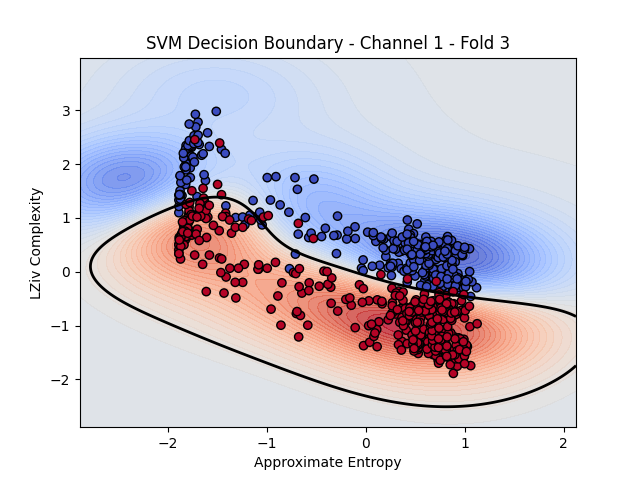 SVM Decision Boundary - Channel 1 - Fold 3
3
2
1
0
−1
−2
LZiv Complexity
−2 −1 0 1 2
Approximate Entropy